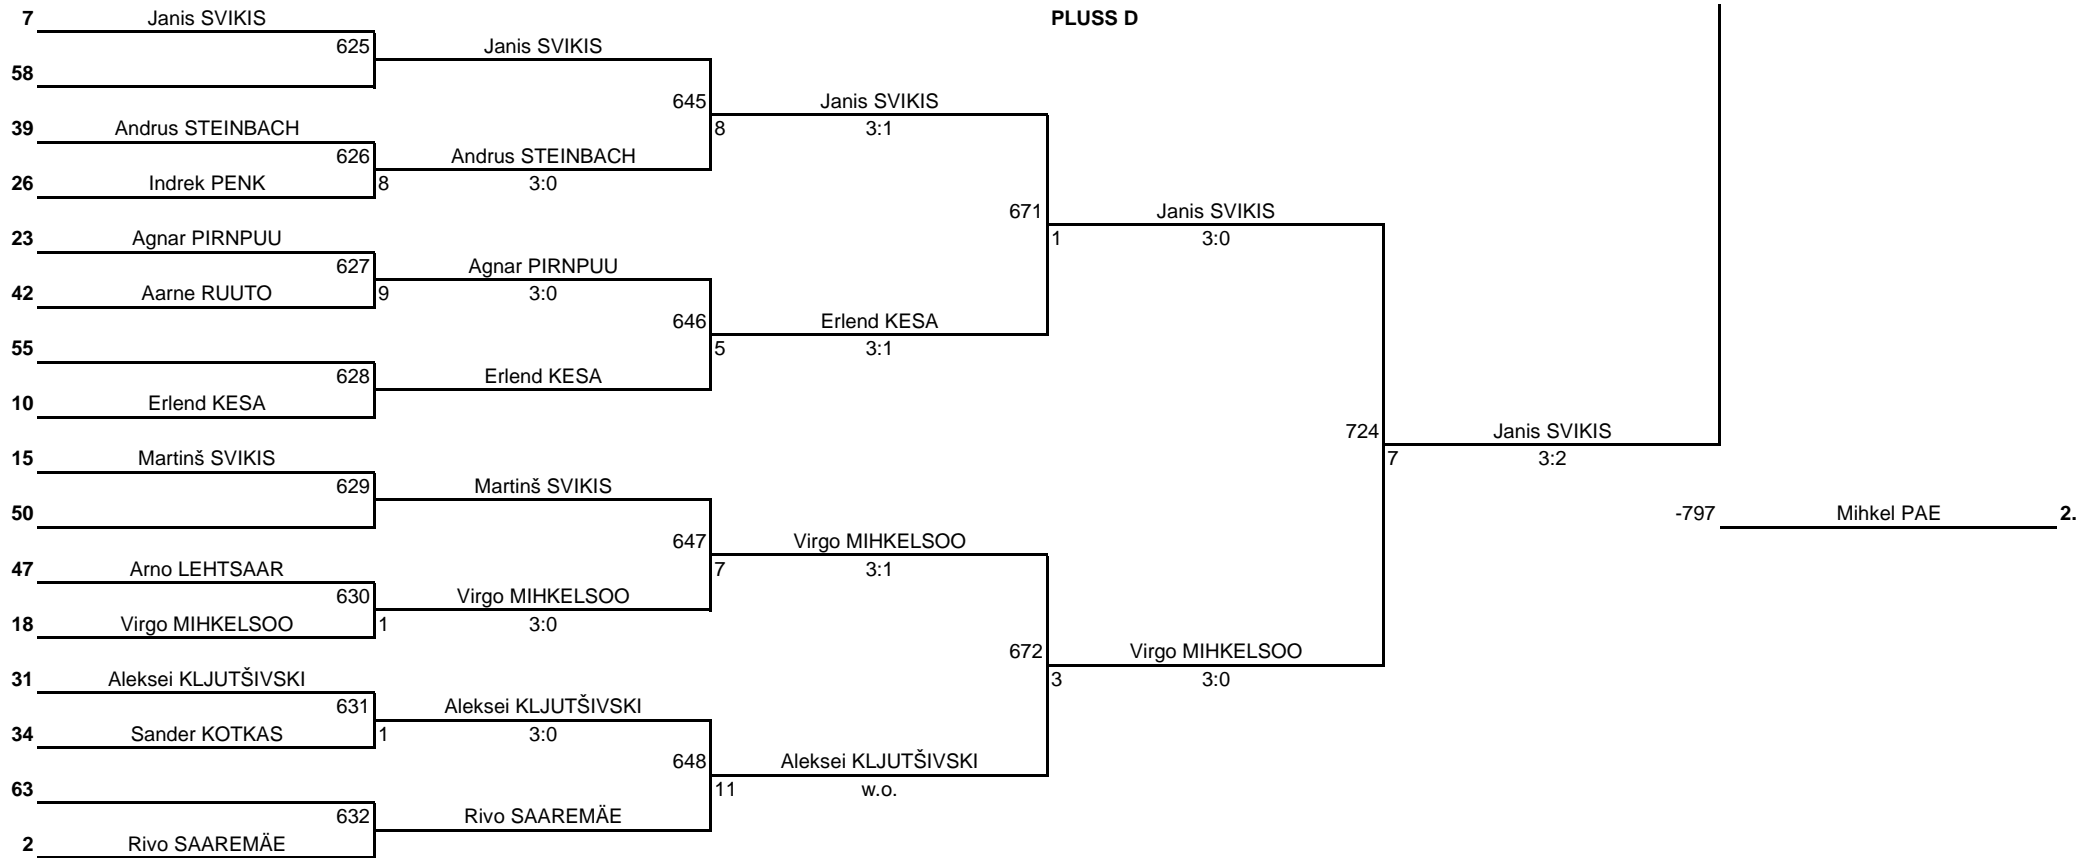 7 Janis SVIKIS PLUSS D
625 Janis SVIKIS
58
645 Janis SVIKIS
39 Andrus STEINBACH 8 3:1
626 Andrus STEINBACH
26 Indrek PENK 8 3:0
671 Janis SVIKIS
23 Agnar PIRNPUU 1 3:0
627 Agnar PIRNPUU
42 Aarne RUUTO 9 3:0
646 Erlend KESA
55 5 3:1
628 Erlend KESA
10 Erlend KESA
724 Janis SVIKIS
15 Martinš SVIKIS 7 3:2
629 Martinš SVIKIS
50 -797 Mihkel PAE 2.
647 Virgo MIHKELSOO
47 Arno LEHTSAAR 7 3:1
630 Virgo MIHKELSOO
18 Virgo MIHKELSOO 1 3:0
672 Virgo MIHKELSOO
31 Aleksei KLJUTŠIVSKI 3 3:0
631 Aleksei KLJUTŠIVSKI
34 Sander KOTKAS 1 3:0
648 Aleksei KLJUTŠIVSKI
63 11 w.o.
632 Rivo SAAREMÄE
2 Rivo SAAREMÄE